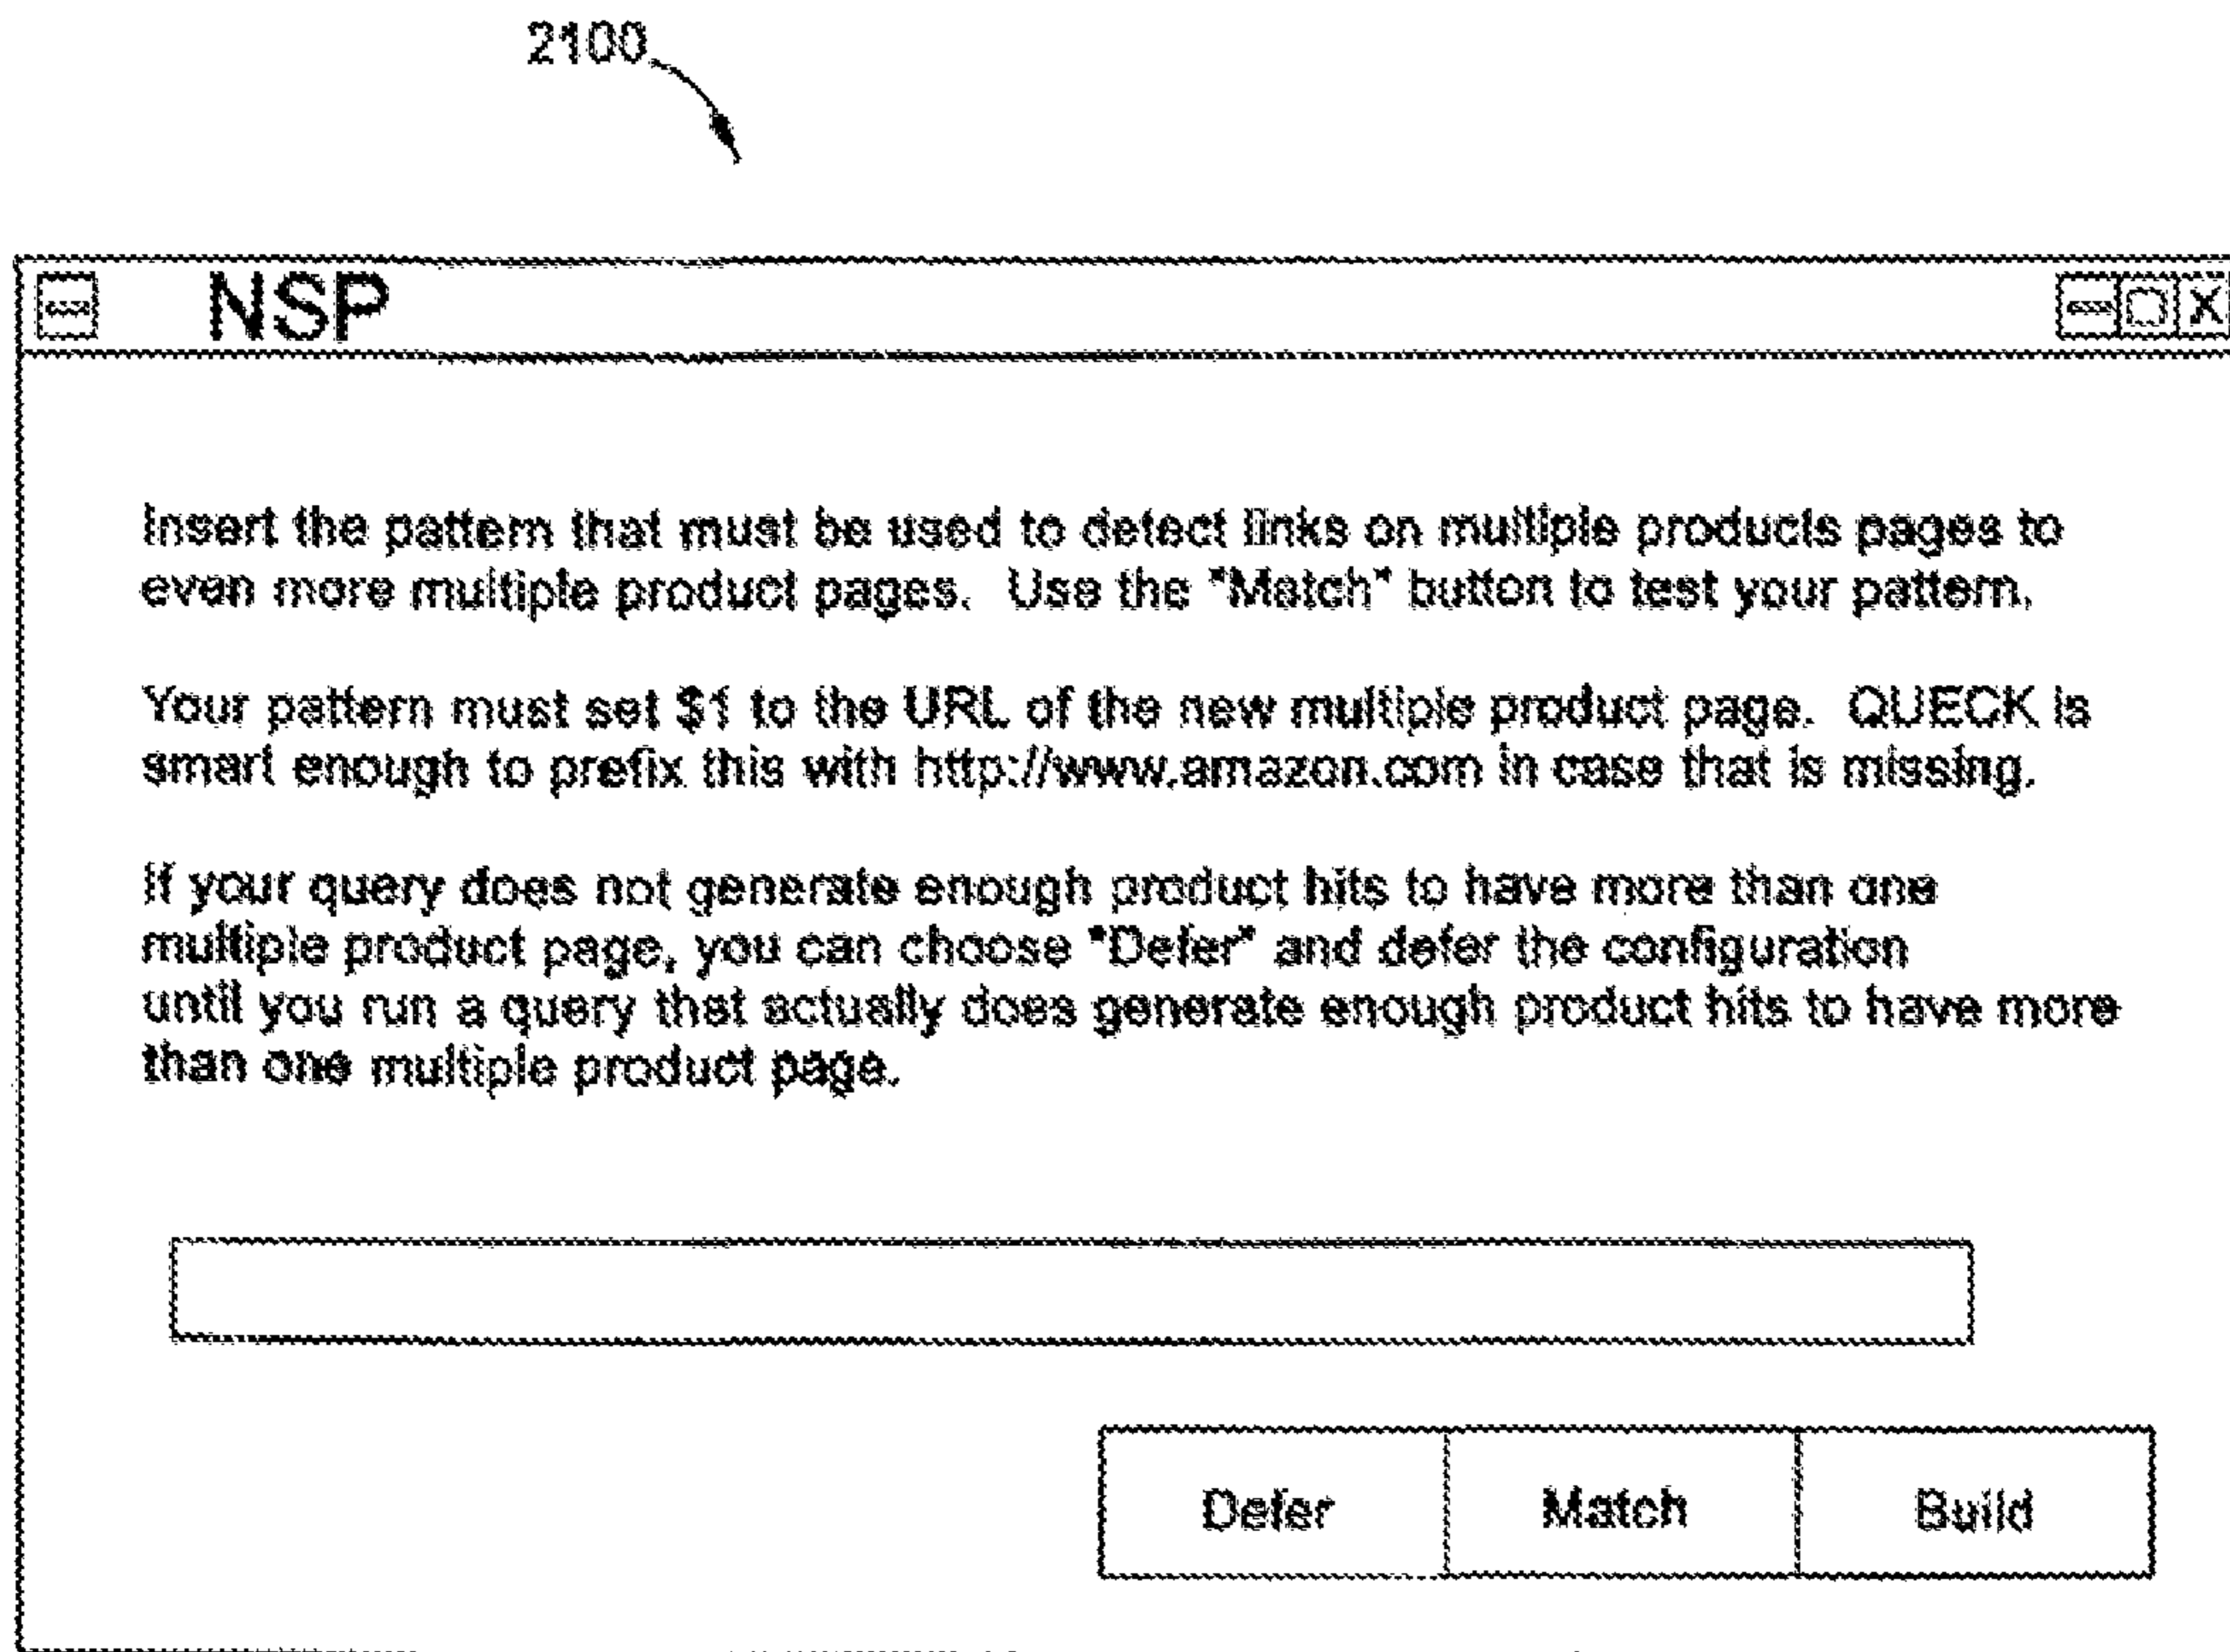 2100
NSP
Insert the pattern that must be used to detect links on multiple products pages to
even more multiple product pages. Use the "Match" button to test your pattern.
Your pattern must set $1 to the URL of the new multiple product page. QUECK is
smart enough to prefix this with http://www.amazon.com in case that is missing.
If your query does not generate enough product hits to have more than one
multiple product page, you can choose "Defer" and defer the configuration
until you run a query that actually does generate enough product hits to have more
than one multiple product page.
Defer Match Build